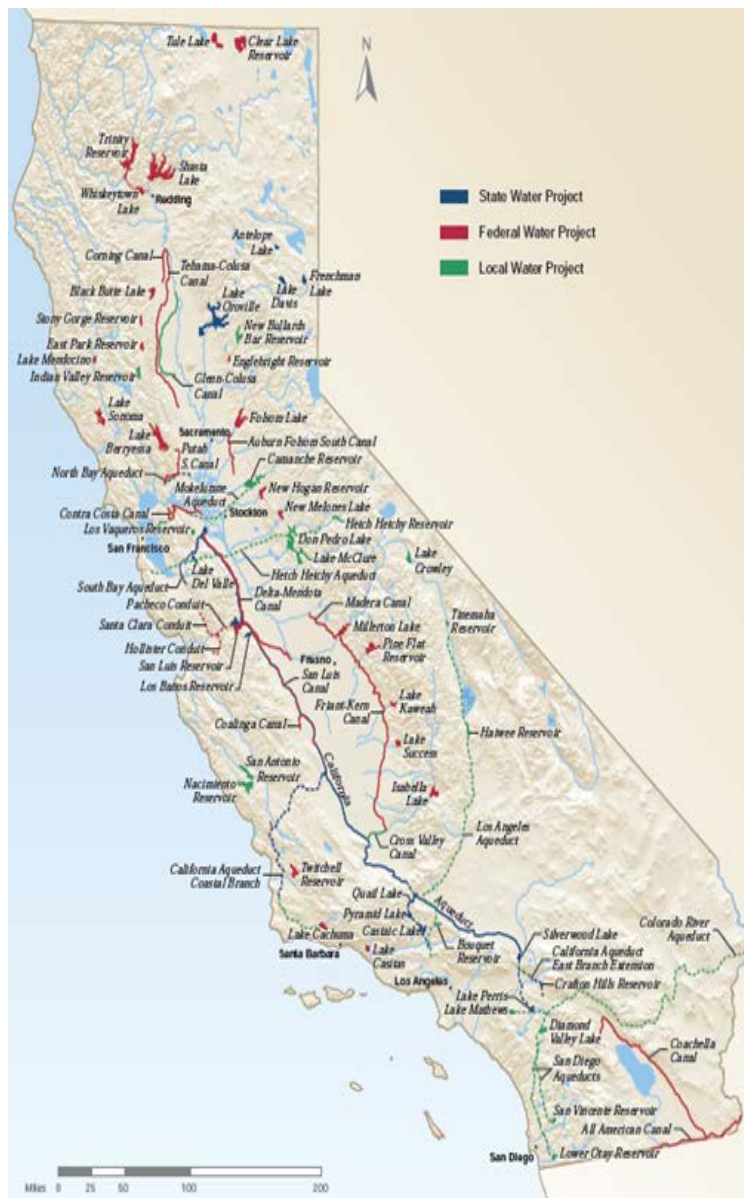 Tule Lake
Clear Lake
Reservoir
N
Trinity
Reservoir
Shasta
Lake
Whiskeytown
Lake
Redding
State Water Project
Federal Water Project
Local Water Project
Antelope
Lake
Corning Canal
Tehama-Colusa
Canal
Frenchman
Lake
Lake
Davis
Black Butte Lake
Lake
Oroville
Stony Gorge Reservoir
New Bullards
Bar Reservoir
East Park Reservoir
Lake Mendocino
Englebright Reservoir
Indian Valley Reservoir
Glenn-Colusa
Canal
Lake
Sonoma
Folsom Lake
Lake
Berryessa
Sacramento
Auburn Folsom South Canal
Putah
S. Canal
Camanche Reservoir
North Bay Aqueduct
Mokelumne
Aqueduct
New Hogan Reservoir
Contra Costa Canal
Stockton
New Melones Lake
Hetch Hetchy Reservoir
Los Vaqueros Reservoir
Don Pedro Lake
San Francisco
Lake McClure
Lake
Crowley
South Bay Aqueduct
Lake
Del Valle
Hetch Hetchy Aqueduct
Delta-Mendota
Canal
Pacheco Conduit
Madera Canal
Tinemaha
Reservoir
Santa Clara Conduit
Millerton Lake
Hollister Conduit
Pine Flat
Reservoir
San Luis Reservoir
Fresno
Los Banos Reservoir
San Luis
Canal
Friant-Kern
Canal
Lake
Kaweah
Coalinga Canal
Haiwee Reservoir
Lake
Success
San Antonio
Reservoir
California
Nacimiento
Reservoir
Isabella
Lake
Los Angeles
Aqueduct
Cross Valley
Canal
California Aqueduct
Coastal Branch
Twitchell
Reservoir
Quail Lake
Aqueduct
Pyramid Lake
Castaic Lake
Lake Cachuma
Bouquet
Reservoir
Silverwood Lake
Colorado River
Aqueduct
Santa Barbara
Lake
Casitas
California Aqueduct
East Branch Extension
Los Angeles
Crafton Hills Reservoir
Lake Perris
Lake Mathews
Diamond
Valley Lake
Coachella
Canal
San Diego
Aqueducts
San Vincente Reservoir
All American Canal
San Diego
Lower Otay Reservoir
Miles 0 25 50 100 200